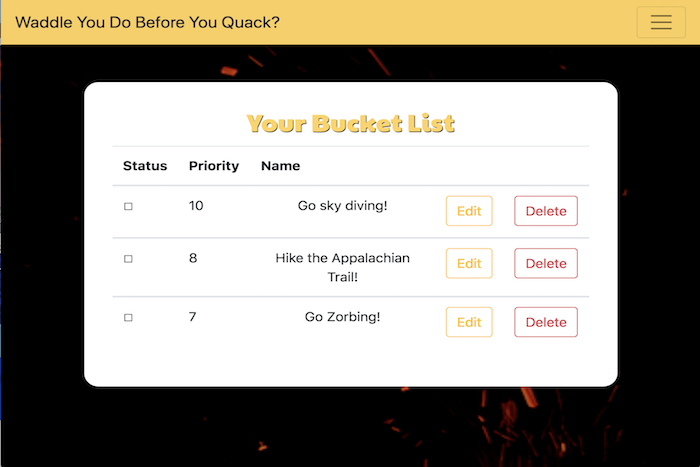 Waddle You Do Before You Quack?
Your Bucket List
Status Priority Name
10 Go sky diving! Edit Delete
8 Hike the Appalachian Trail! Edit Delete
7 Go Zorbing! Edit Delete